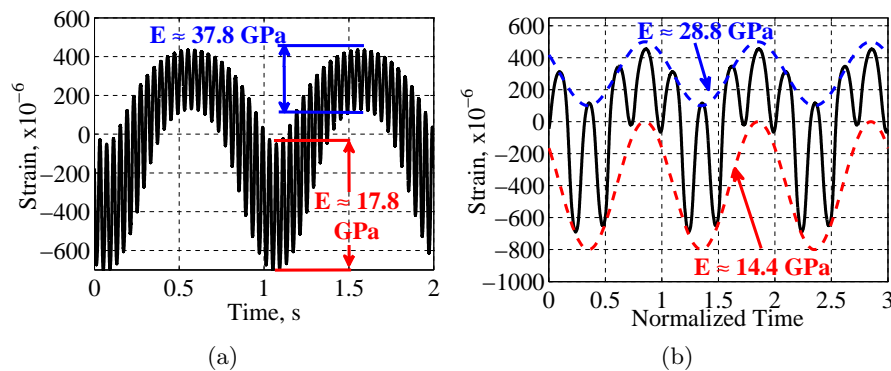 600
400
200
0
−200
−400
−600
Strain, x10⁻⁶
E ≈ 37.8 GPa
E ≈ 17.8
GPa
0 0.5 1 1.5 2
Time, s
(a)
600
400
200
0
−200
−400
−600
−800
−1000
Strain, x10⁻⁶
E ≈ 28.8 GPa
E ≈ 14.4 GPa
0 0.5 1 1.5 2 2.5 3
Normalized Time
(b)